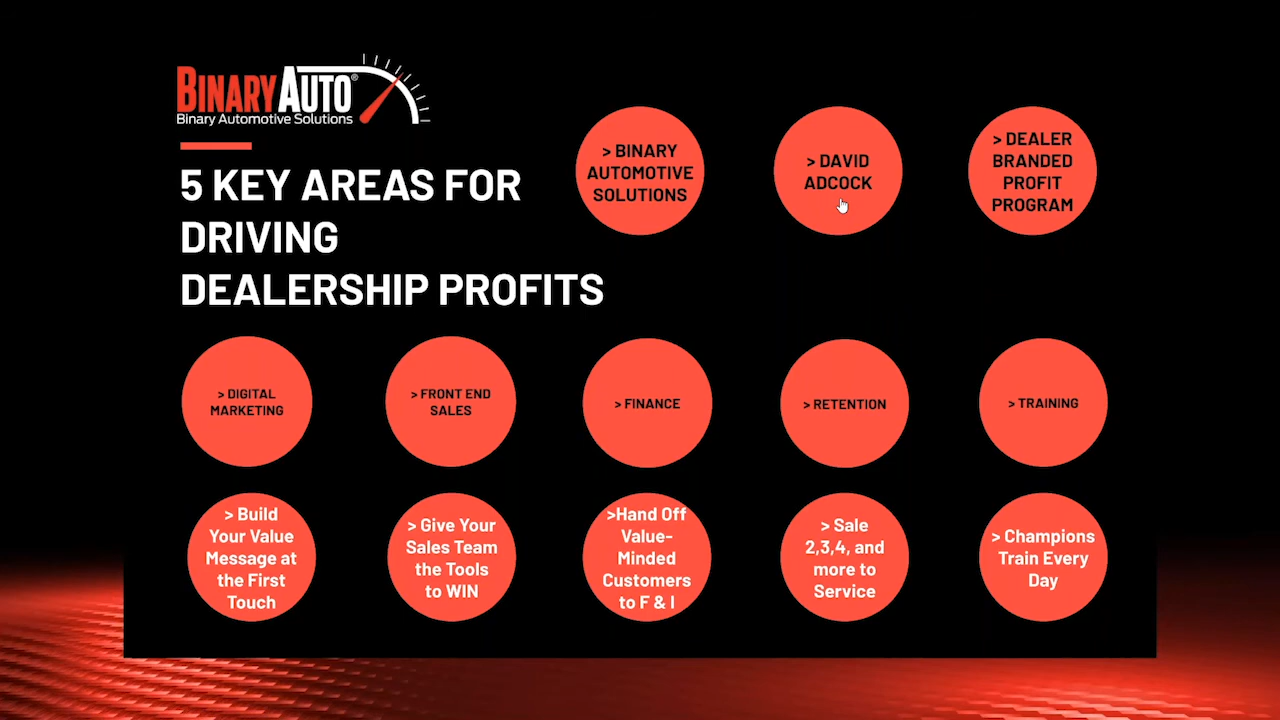 BINARY AUTO®
Binary Automotive Solutions
5 KEY AREAS FOR
DRIVING
DEALERSHIP PROFITS
> BINARY
AUTOMOTIVE
SOLUTIONS
> DAVID
ADCOCK
> DEALER
BRANDED
PROFIT
PROGRAM
> DIGITAL
MARKETING
> FRONT END
SALES
> FINANCE
> RETENTION
> TRAINING
> Build
Your Value
Message at
the First
Touch
> Give Your
Sales Team
the Tools
to WIN
>Hand Off
Value-
Minded
Customers
to F & I
> Sale
2,3,4, and
more to
Service
> Champions
Train Every
Day